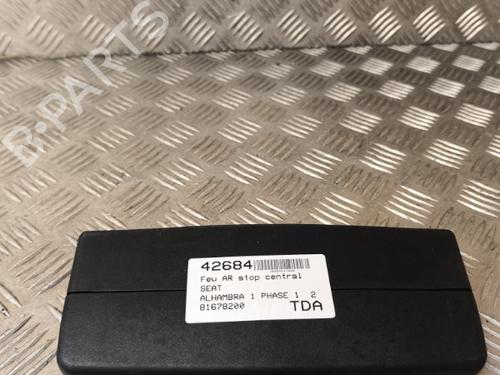 B-PARTS
42684
Feu AR stop central
SEAT
ALHAMBRA 1 PHASE 1 2
81678200
TDA